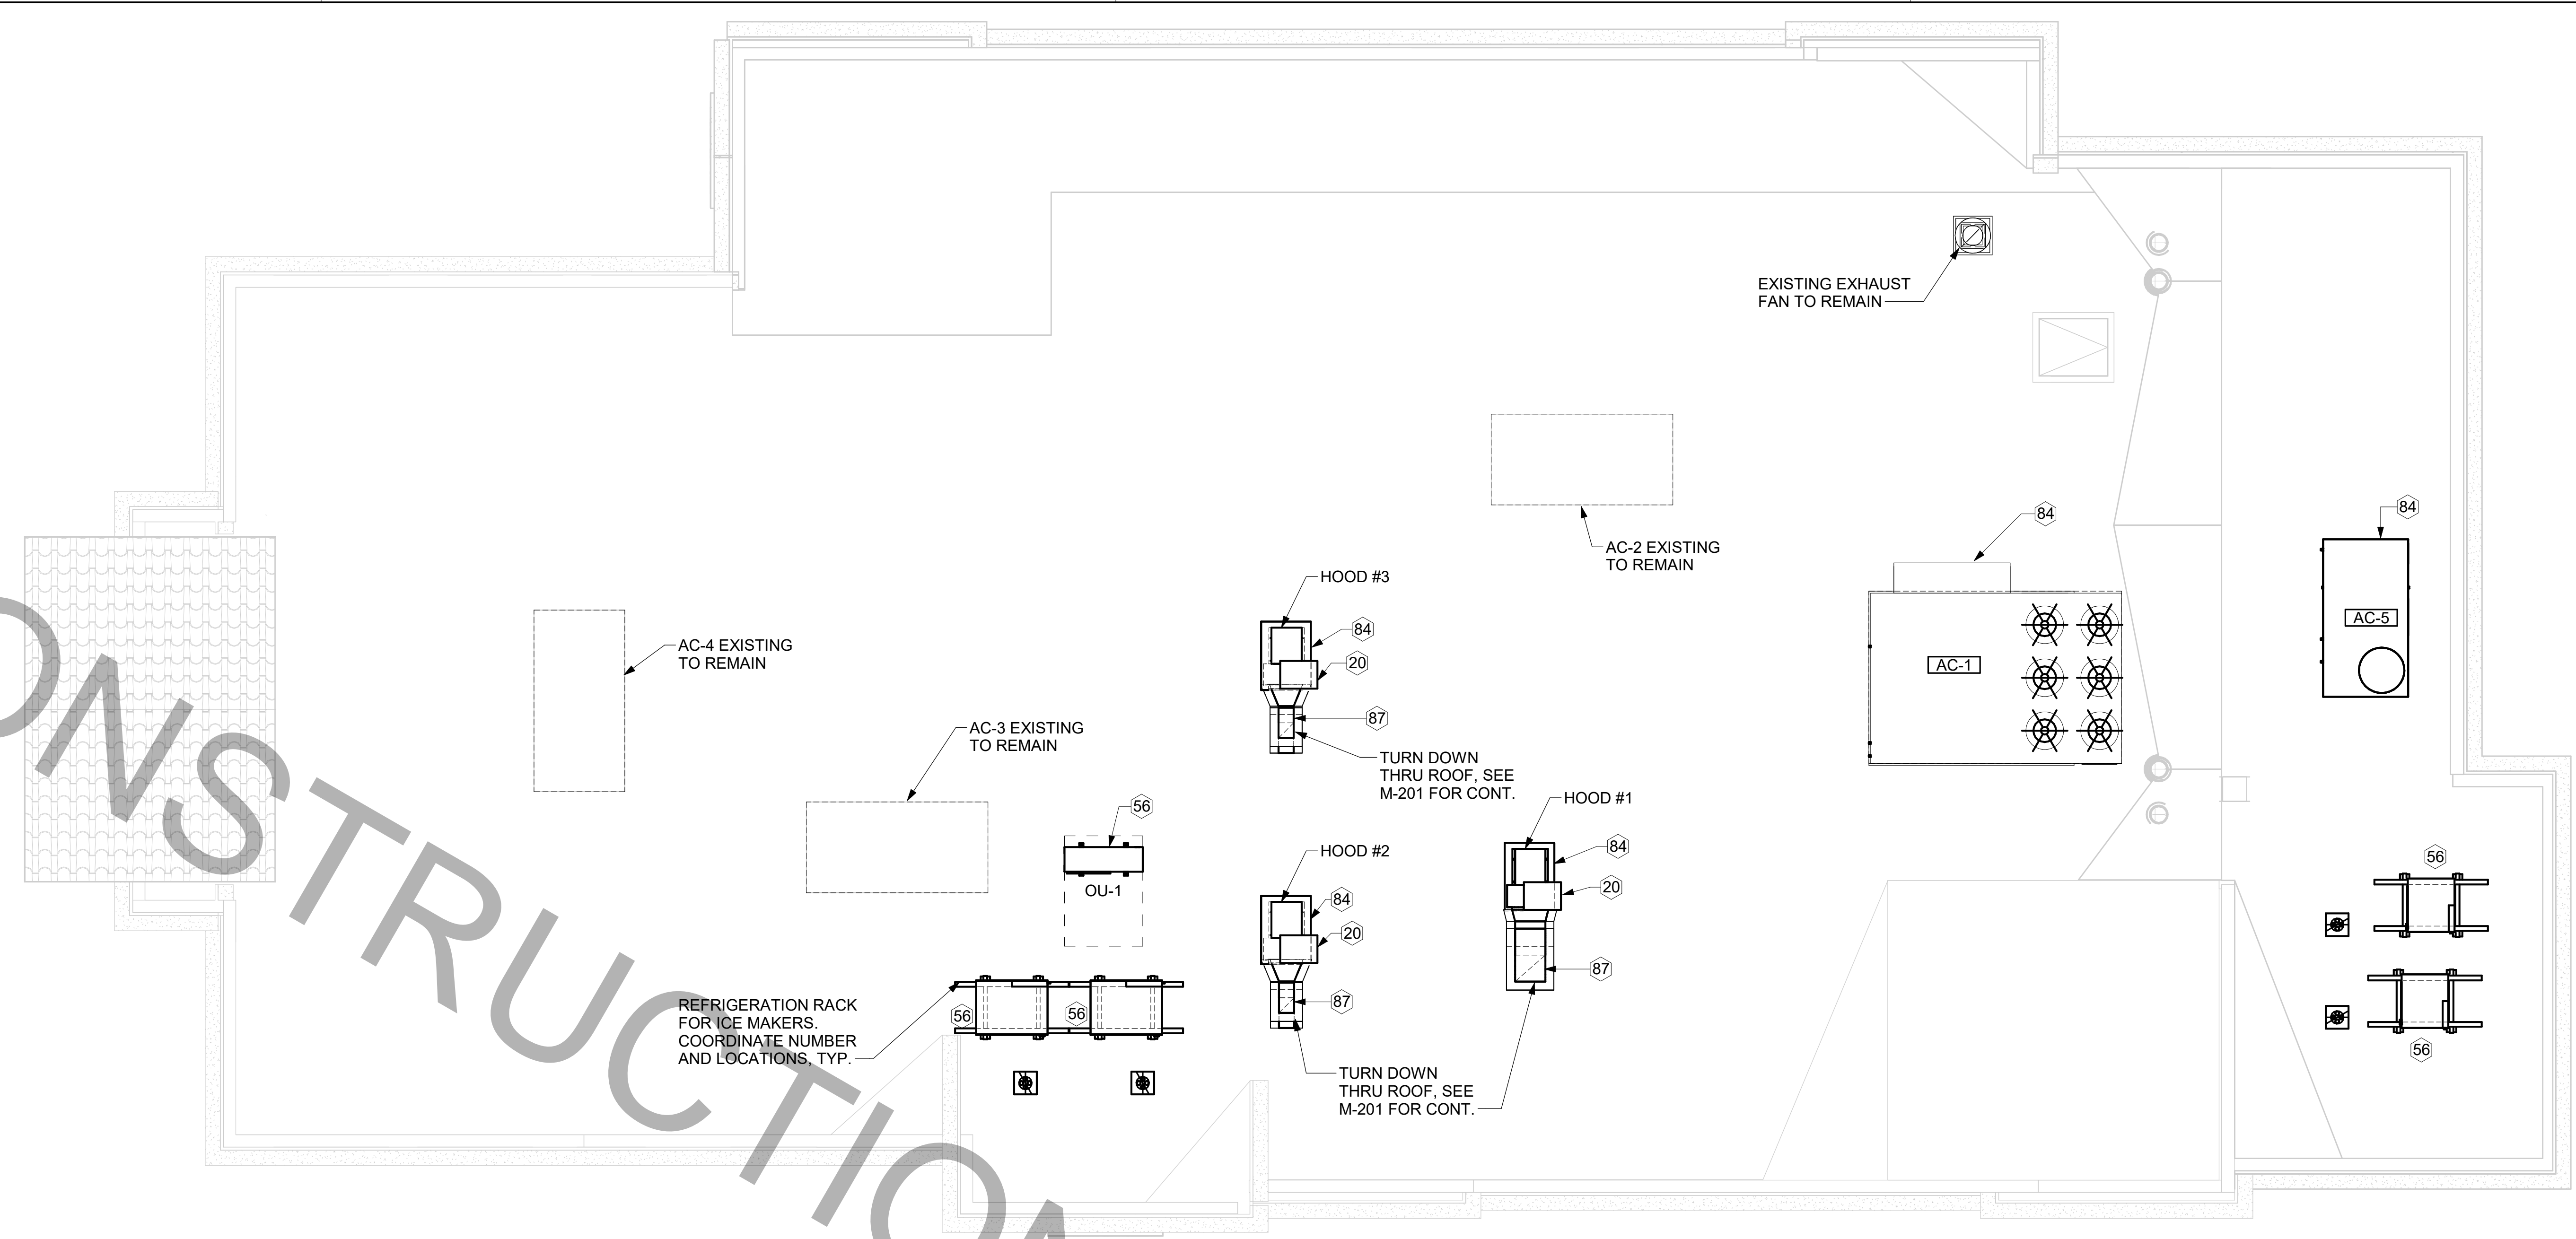 EXISTING EXHAUST
FAN TO REMAIN
84
84
AC-2 EXISTING
TO REMAIN
HOOD #3
84
20
87
AC-5
AC-1
AC-4 EXISTING
TO REMAIN
AC-3 EXISTING
TO REMAIN
TURN DOWN
THRU ROOF, SEE
M-201 FOR CONT.
56
OU-1
HOOD #1
84
20
87
HOOD #2
84
20
87
56
56
REFRIGERATION RACK
FOR ICE MAKERS.
COORDINATE NUMBER
AND LOCATIONS, TYP.
56
56
TURN DOWN
THRU ROOF, SEE
M-201 FOR CONT.
ONSTRUCTION